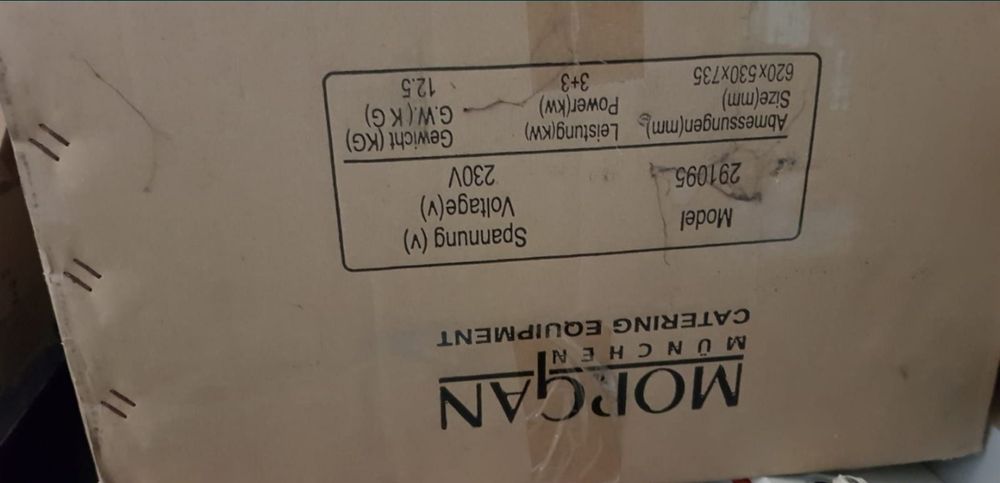 MORQAN
MÜNCHEN
CATERING EQUIPMENT
Model Spannung (v)
Voltage(v)
291095 230V
Abmessungen(mm) Leistung(KW) Gewicht (KG)
Size(mm) Power(kw) G.W.( K G)
620x530x735 3+3 12.5